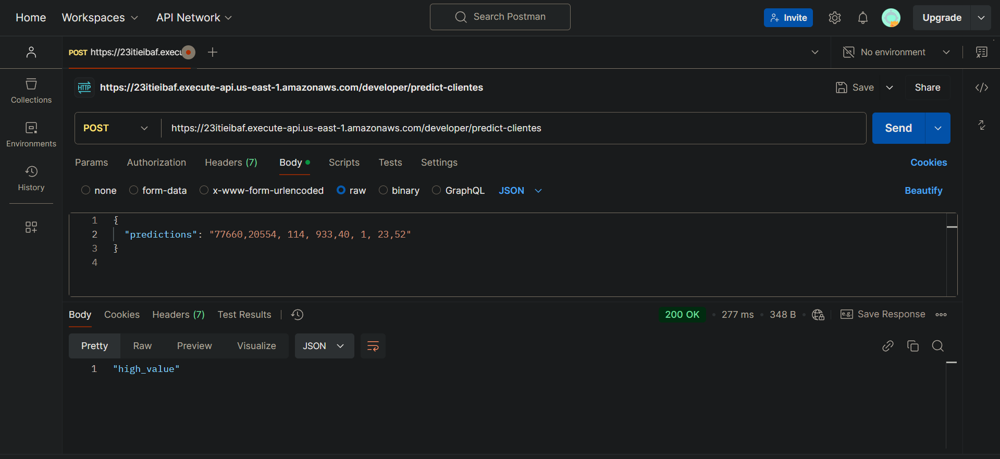 Home Workspaces API Network Search Postman Invite Upgrade
POST https://23itieibaf.execu No environment
https://23itieibaf.execute-api.us-east-1.amazonaws.com/developer/predict-clientes Save Share
HTTP
Collections
POST https://23itieibaf.execute-api.us-east-1.amazonaws.com/developer/predict-clientes Send
Environments
Params Authorization Headers (7) Body Scripts Tests Settings Cookies
History
none form-data x-www-form-urlencoded raw binary GraphQL JSON Beautify
1 {
2 "predictions": "77660,20554, 114, 933,40, 1, 23,52"
3 }
4
Body Cookies Headers (7) Test Results 200 OK 277 ms 348 B e.g. Save Response
Pretty Raw Preview Visualize JSON
1 "high_value"